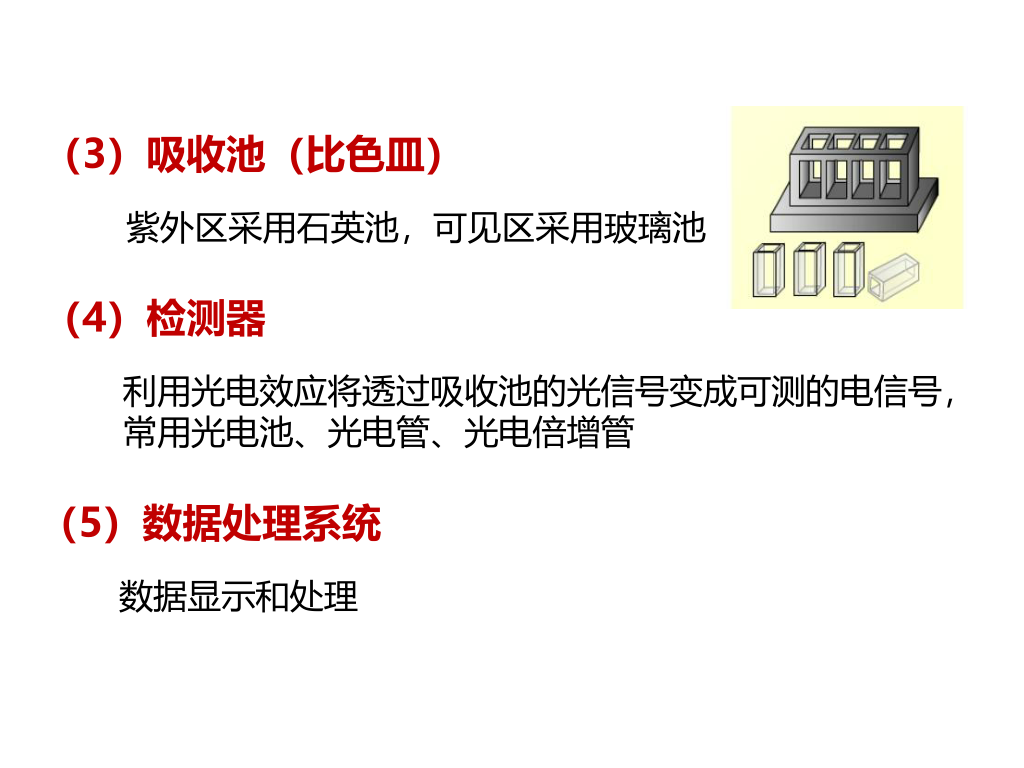 （3）吸收池（比色皿）
紫外区采用石英池，可见区采用玻璃池
（4）检测器
利用光电效应将透过吸收池的光信号变成可测的电信号，
常用光电池、光电管、光电倍增管
（5）数据处理系统
数据显示和处理